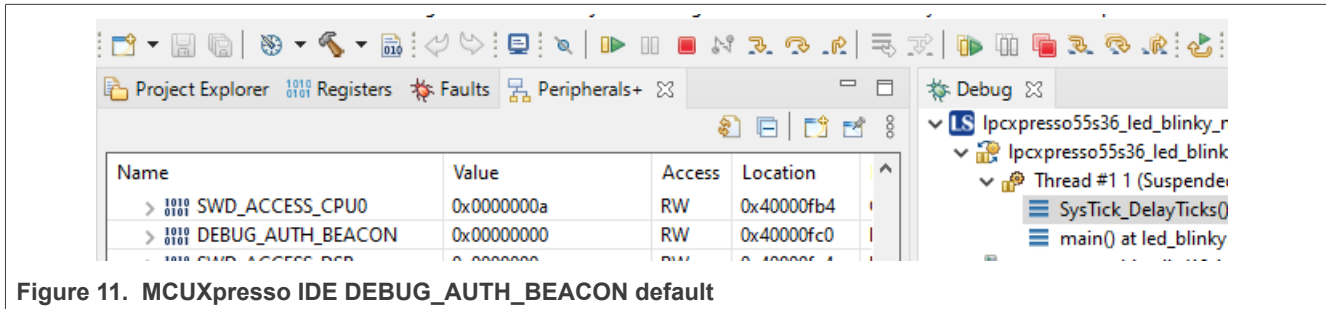 Project Explorer Registers Faults Peripherals+
Debug
lpcxpresso55s36_led_blinky_n
lpcxpresso55s36_led_blink
Thread #1 1 (Suspende
SysTick_DelayTicks()
main() at led_blinky
Name Value Access Location
SWD_ACCESS_CPU0 0x0000000a RW 0x40000fb4
DEBUG_AUTH_BEACON 0x00000000 RW 0x40000fc0
Figure 11. MCUXpresso IDE DEBUG_AUTH_BEACON default